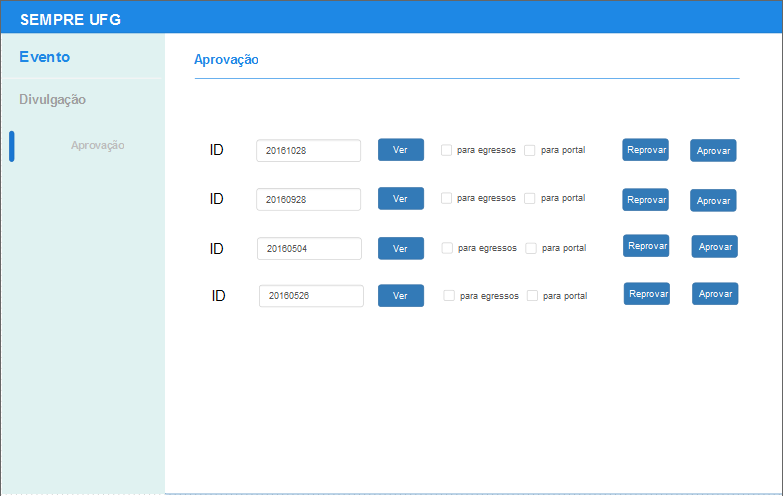 SEMPRE UFG
Evento
Divulgação
Aprovação
Aprovação
ID 20161028 Ver para egressos para portal Reprovar Aprovar
ID 20160928 Ver para egressos para portal Reprovar Aprovar
ID 20160504 Ver para egressos para portal Reprovar Aprovar
ID 20160526 Ver para egressos para portal Reprovar Aprovar